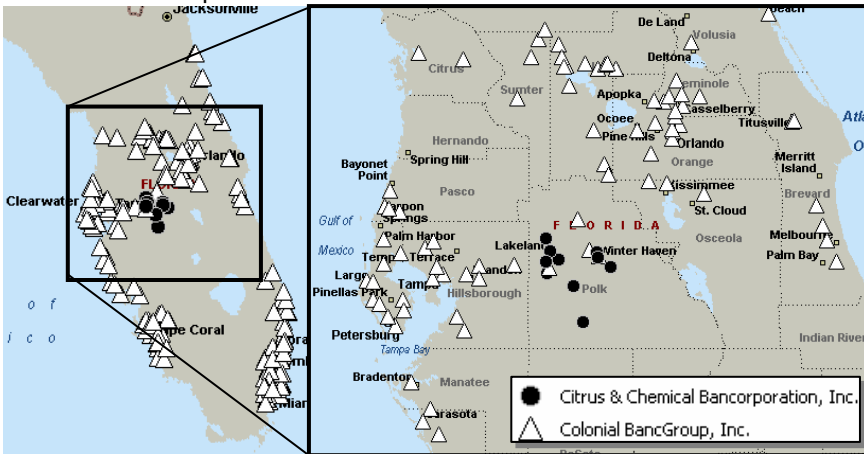 Jacksonville
Orlando
Clearwater
o f
i c o
Cape Coral
Beach
De Land
Volusia
Deltona
Citrus
Sumter
Apopka
Seminole
Casselberry
Ocoee
Pine Hills
Titusville
Orlando
Hernando
Spring Hill
Orange
Merritt
Island
Bayonet
Point
Pasco
Kissimmee
St. Cloud
Brevard
Springs
Gulf of
Mexico
Palm Harbor
FLORIDA
Osceola
Melbourne
Palm Bay
Lakeland
Winter Haven
Temple Terrace
Largo
Tampa
Pinellas Park
Hillsborough
Polk
Petersburg
Tampa Bay
Indian River
Bradenton
Manatee
Sarasota
Citrus & Chemical Bancorporation, Inc.
Colonial BancGroup, Inc.